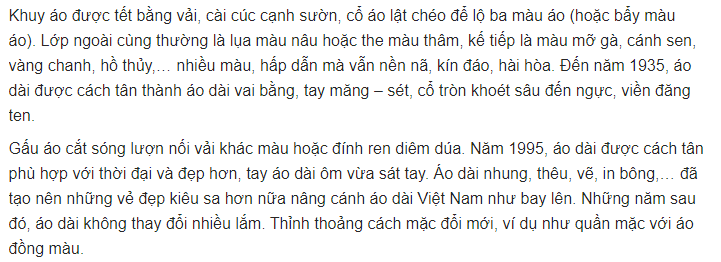 Khuy áo được tết bằng vải, cài cúc cạnh sườn, cổ áo lật chéo để lộ ba màu áo (hoặc bẩy màu
áo). Lớp ngoài cùng thường là lụa màu nâu hoặc the màu thâm, kế tiếp là màu mỡ gà, cánh sen,
vàng chanh, hồ thủy,… nhiều màu, hấp dẫn mà vẫn nền nã, kín đáo, hài hòa. Đến năm 1935, áo
dài được cách tân thành áo dài vai bằng, tay măng – sét, cổ tròn khoét sâu đến ngực, viền đăng
ten.
Gấu áo cắt sóng lượn nối vải khác màu hoặc đính ren diêm dúa. Năm 1995, áo dài được cách tân
phù hợp với thời đại và đẹp hơn, tay áo dài ôm vừa sát tay. Áo dài nhung, thêu, vẽ, in bông,… đã
tạo nên những vẻ đẹp kiêu sa hơn nữa nâng cánh áo dài Việt Nam như bay lên. Những năm sau
đó, áo dài không thay đổi nhiều lắm. Thỉnh thoảng cách mặc đổi mới, ví dụ như quần mặc với áo
đồng màu.